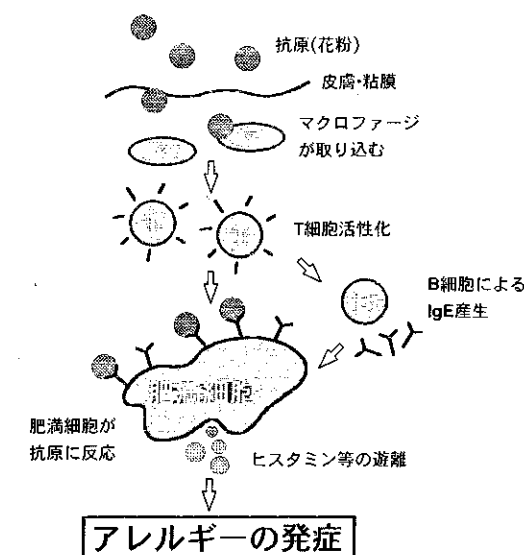 抗原(花粉)
皮膚・粘膜
マクロファージ
が取り込む
T細胞活性化
B細胞による
IgE産生
肥満細胞
肥満細胞が
抗原に反応
ヒスタミン等の遊離
アレルギーの発症